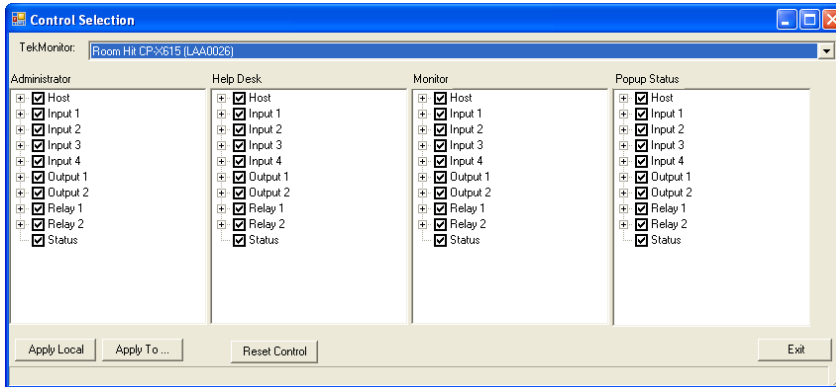 Control Selection
TekMonitor: Room Hit CP-X615 (LAA0026)
Administrator Help Desk Monitor Popup Status
Host Host Host Host
Input 1 Input 1 Input 1 Input 1
Input 2 Input 2 Input 2 Input 2
Input 3 Input 3 Input 3 Input 3
Input 4 Input 4 Input 4 Input 4
Output 1 Output 1 Output 1 Output 1
Output 2 Output 2 Output 2 Output 2
Relay 1 Relay 1 Relay 1 Relay 1
Relay 2 Relay 2 Relay 2 Relay 2
Status Status Status Status
Apply Local Apply To ... Reset Control Exit